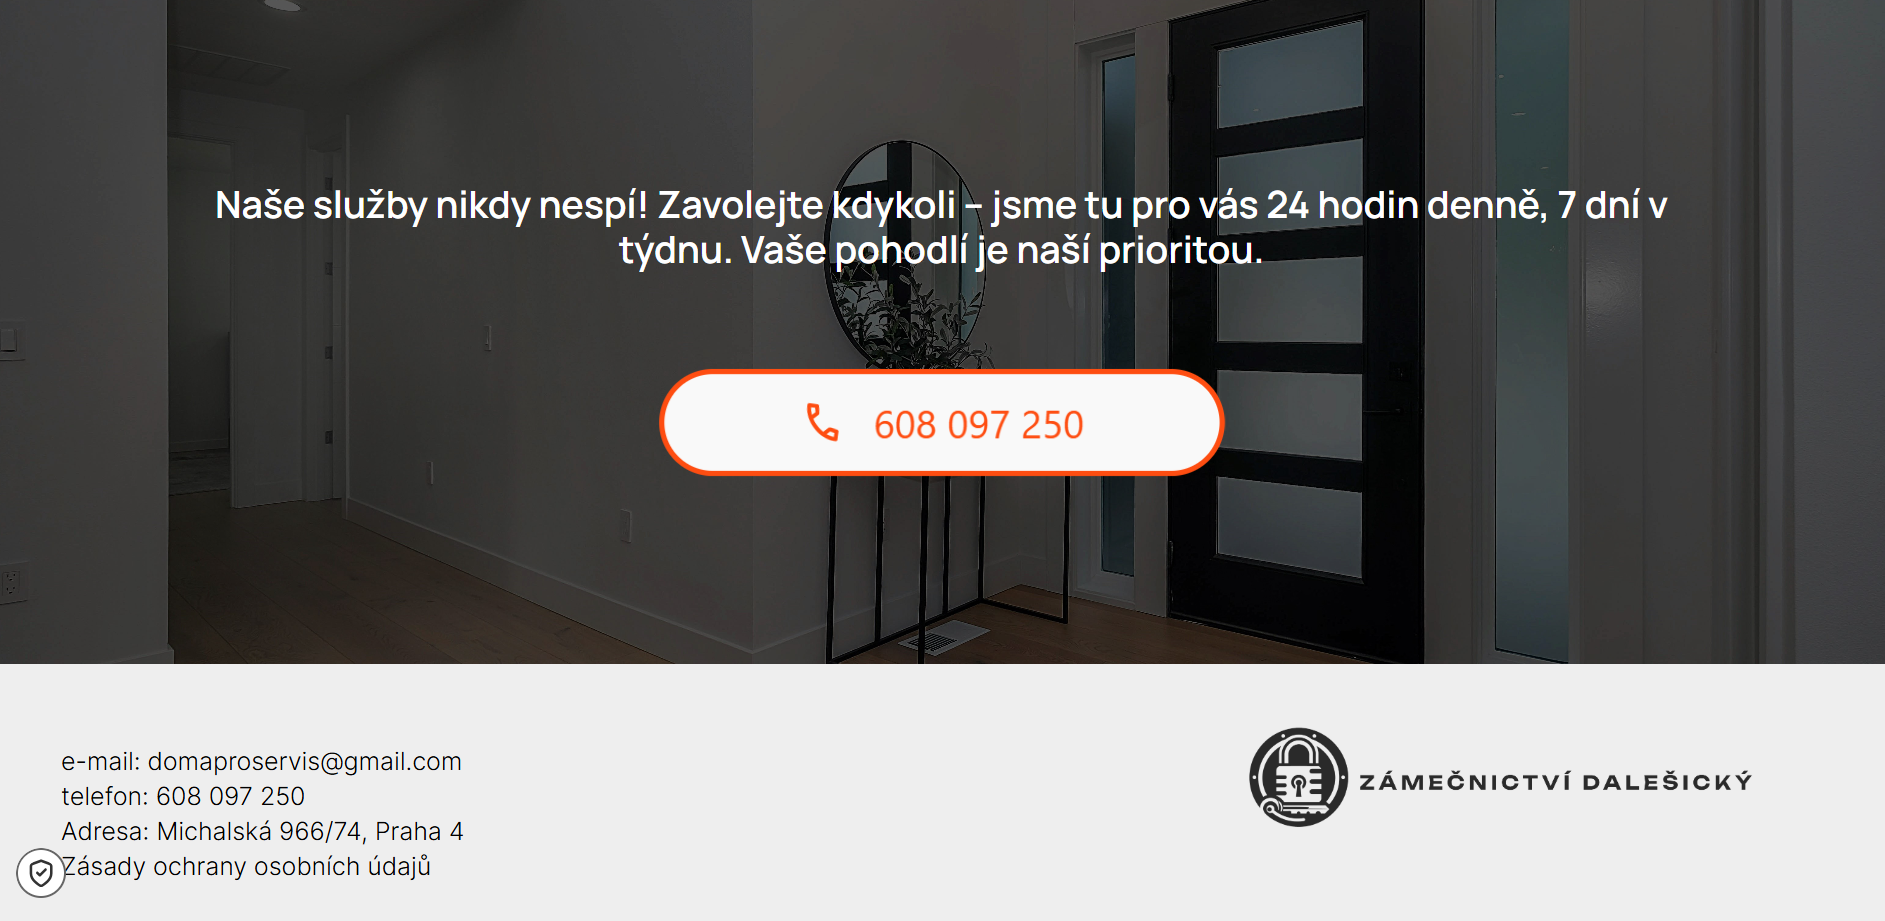 Naše služby nikdy nespí! Zavolejte kdykoli – jsme tu pro vás 24 hodin denně, 7 dní v
týdnu. Vaše pohodlí je naší prioritou.
608 097 250
e-mail: domaproservis@gmail.com
telefon: 608 097 250
Adresa: Michalská 966/74, Praha 4
Zásady ochrany osobních údajů
ZÁMEČNICTVÍ DALEŠICKÝ